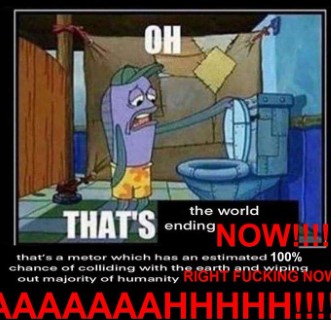 OH
THAT'S the world
ending NOW!!!!
that's a metor which has an estimated 100%
chance of colliding with the earth and wiping
out majority of humanity RIGHT FUCKING NOW
AAAAAAAHHHHHH!!!!